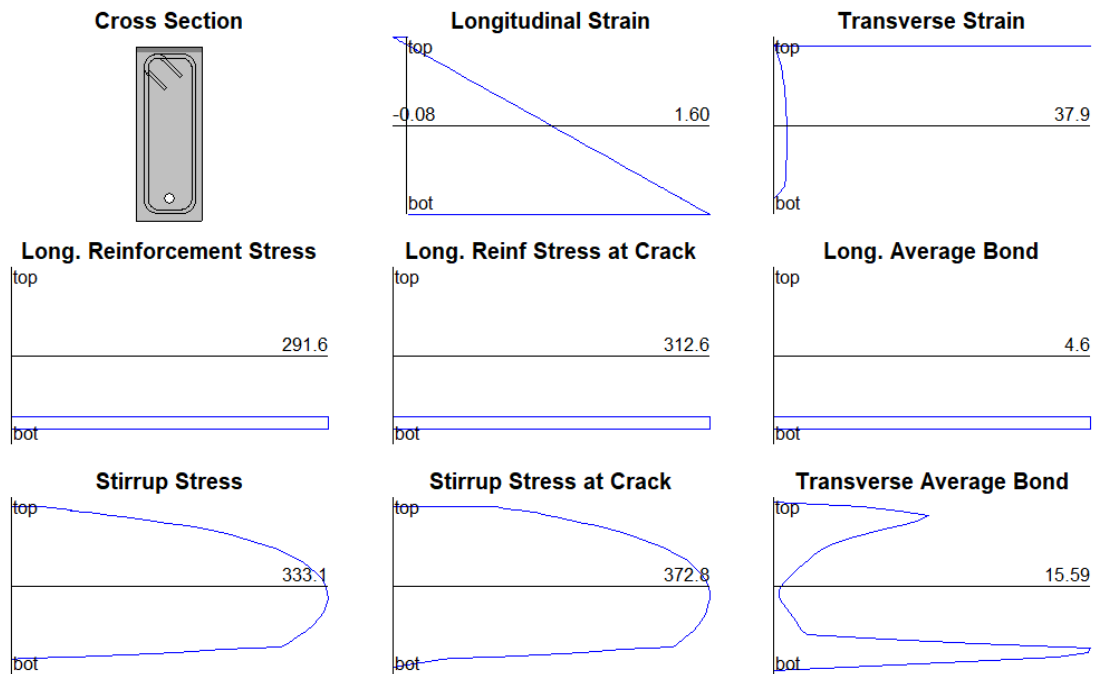 Cross Section
Longitudinal Strain
Transverse Strain
top
top
-0.08
1.60
37.9
bot
bot
Long. Reinforcement Stress
Long. Reinf Stress at Crack
Long. Average Bond
top
top
top
291.6
312.6
4.6
bot
bot
bot
Stirrup Stress
Stirrup Stress at Crack
Transverse Average Bond
top
top
top
333.1
372.8
15.59
bot
bot
bot